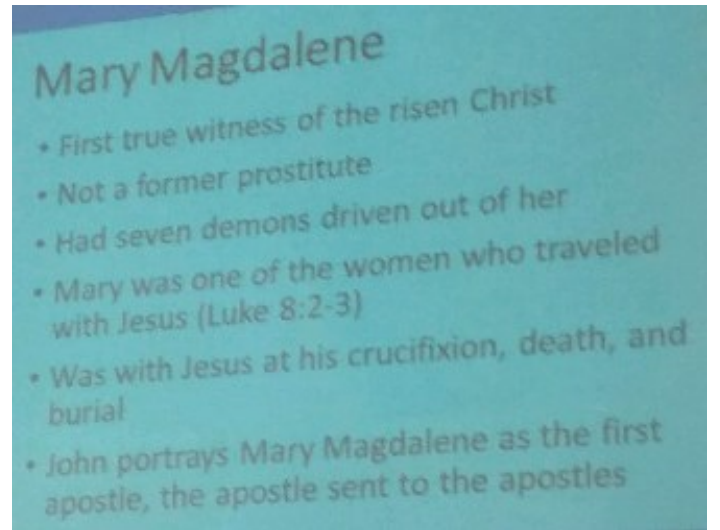 Mary Magdalene
• First true witness of the risen Christ
• Not a former prostitute
• Had seven demons driven out of her
• Mary was one of the women who traveled
with Jesus (Luke 8:2-3)
• Was with Jesus at his crucifixion, death, and
burial
• John portrays Mary Magdalene as the first
apostle, the apostle sent to the apostles